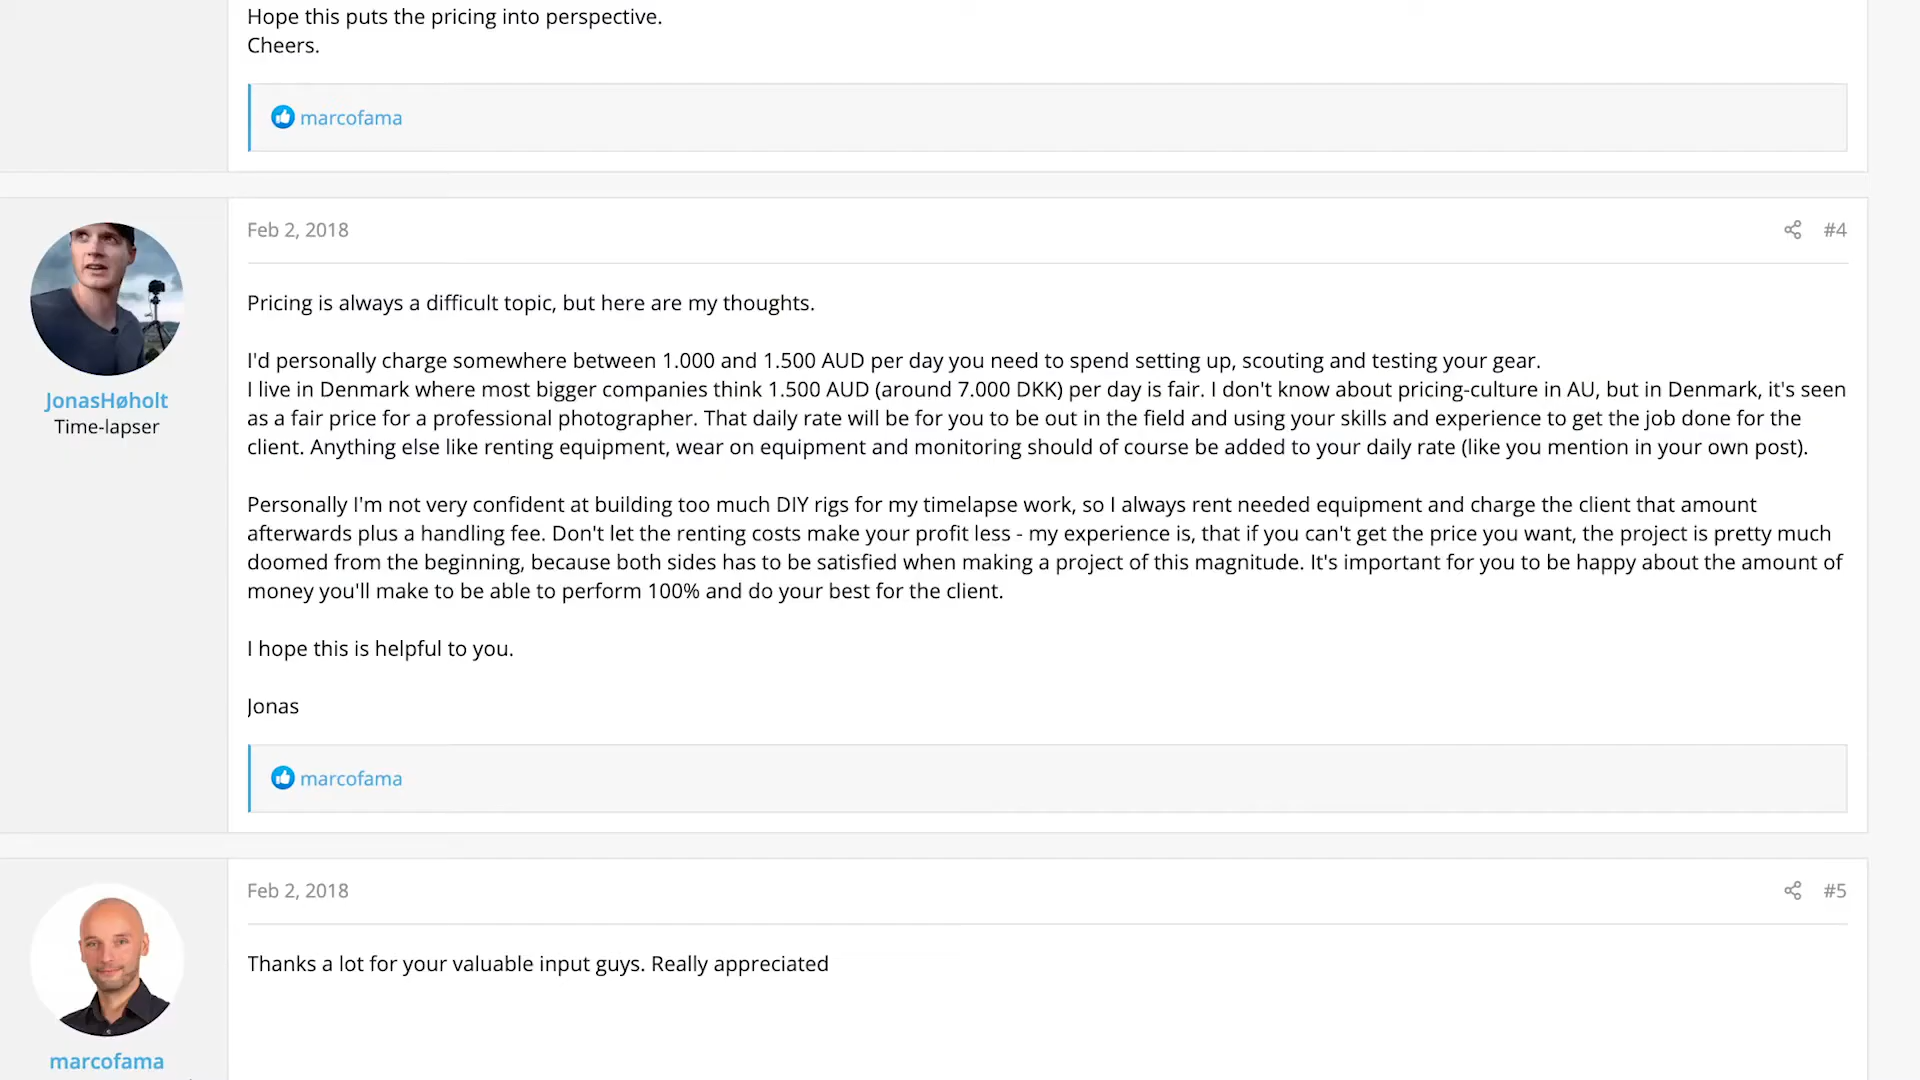 Hope this puts the pricing into perspective.
Cheers.
marcofama
Feb 2, 2018
#4
JonasHøholt
Time-lapser
Pricing is always a difficult topic, but here are my thoughts.
I'd personally charge somewhere between 1.000 and 1.500 AUD per day you need to spend setting up, scouting and testing your gear.
I live in Denmark where most bigger companies think 1.500 AUD (around 7.000 DKK) per day is fair. I don't know about pricing-culture in AU, but in Denmark, it's seen
as a fair price for a professional photographer. That daily rate will be for you to be out in the field and using your skills and experience to get the job done for the
client. Anything else like renting equipment, wear on equipment and monitoring should of course be added to your daily rate (like you mention in your own post).
Personally I'm not very confident at building too much DIY rigs for my timelapse work, so I always rent needed equipment and charge the client that amount
afterwards plus a handling fee. Don't let the renting costs make your profit less - my experience is, that if you can't get the price you want, the project is pretty much
doomed from the beginning, because both sides has to be satisfied when making a project of this magnitude. It's important for you to be happy about the amount of
money you'll make to be able to perform 100% and do your best for the client.
I hope this is helpful to you.
Jonas
marcofama
Feb 2, 2018
#5
Thanks a lot for your valuable input guys. Really appreciated
marcofama